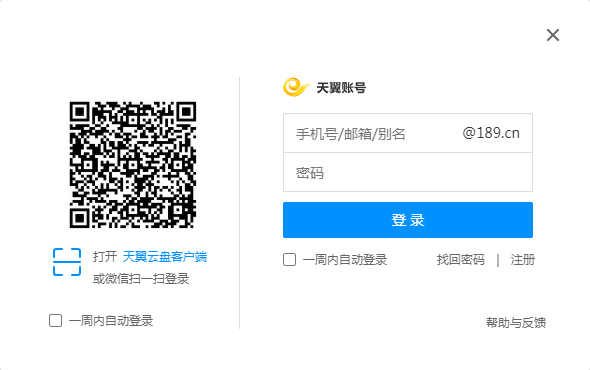 打开 天翼云盘客户端
或微信扫一扫登录
一周内自动登录
天翼账号
手机号/邮箱/别名 @189.cn
密码
登录
一周内自动登录 找回密码 | 注册
帮助与反馈